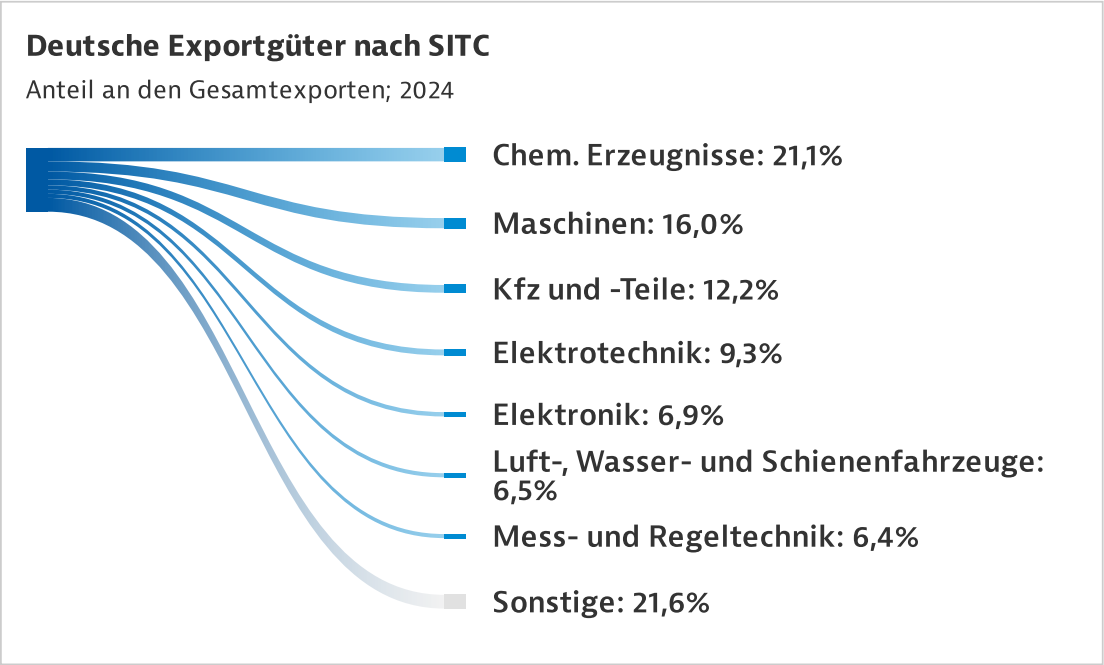 Deutsche Exportgüter nach SITC
Anteil an den Gesamtexporten; 2024
Chem. Erzeugnisse: 21,1%
Maschinen: 16,0%
Kfz und -Teile: 12,2%
Elektrotechnik: 9,3%
Elektronik: 6,9%
Luft-, Wasser- und Schienenfahrzeuge:
6,5%
Mess- und Regeltechnik: 6,4%
Sonstige: 21,6%